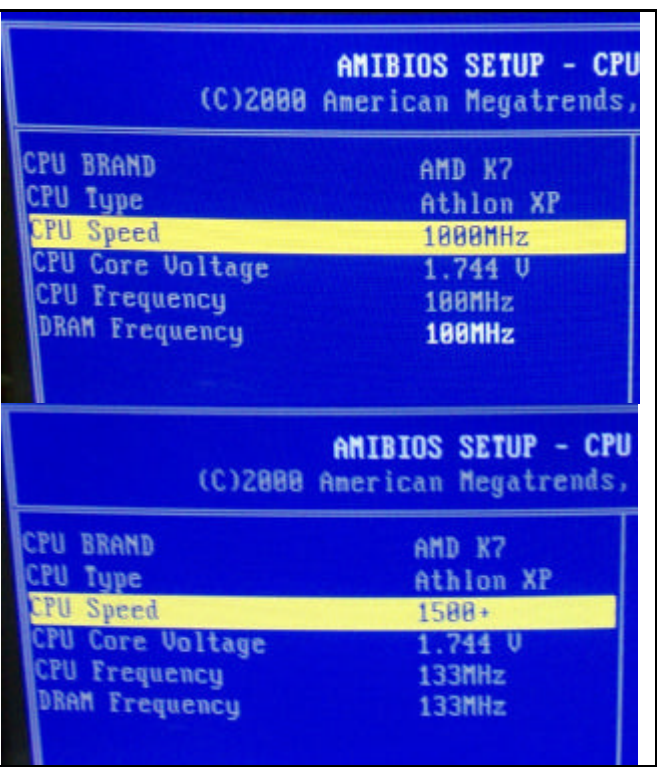 AMIBIOS SETUP - CPU
(C)2000 American Megatrends,
CPU BRAND AMD K7
CPU Type Athlon XP
CPU Speed 1000MHz
CPU Core Voltage 1.744 V
CPU Frequency 100MHz
DRAM Frequency 100MHz
AMIBIOS SETUP - CPU
(C)2000 American Megatrends,
CPU BRAND AMD K7
CPU Type Athlon XP
CPU Speed 1500+
CPU Core Voltage 1.744 V
CPU Frequency 133MHz
DRAM Frequency 133MHz